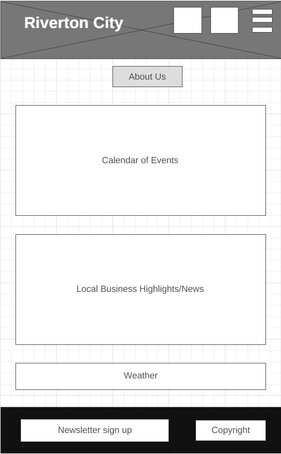 Riverton City
About Us
Calendar of Events
Local Business Highlights/News
Weather
Newsletter sign up
Copyright